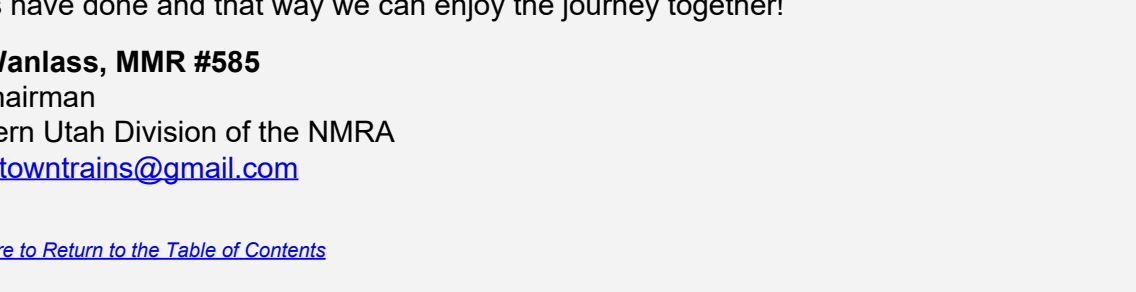 s have done and that way we can enjoy the journey together!
Wanlass, MMR #585
hairman
ern Utah Division of the NMRA
towntrains@gmail.com
re to Return to the Table of Contents